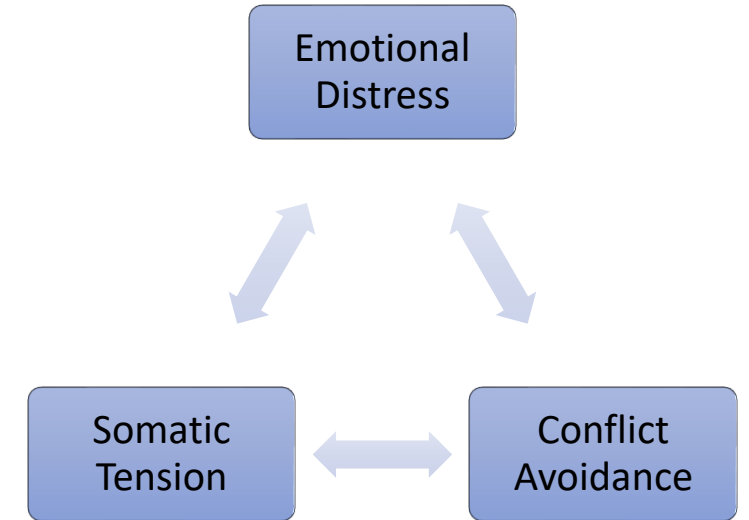 Emotional
Distress
Somatic
Tension
Conflict
Avoidance